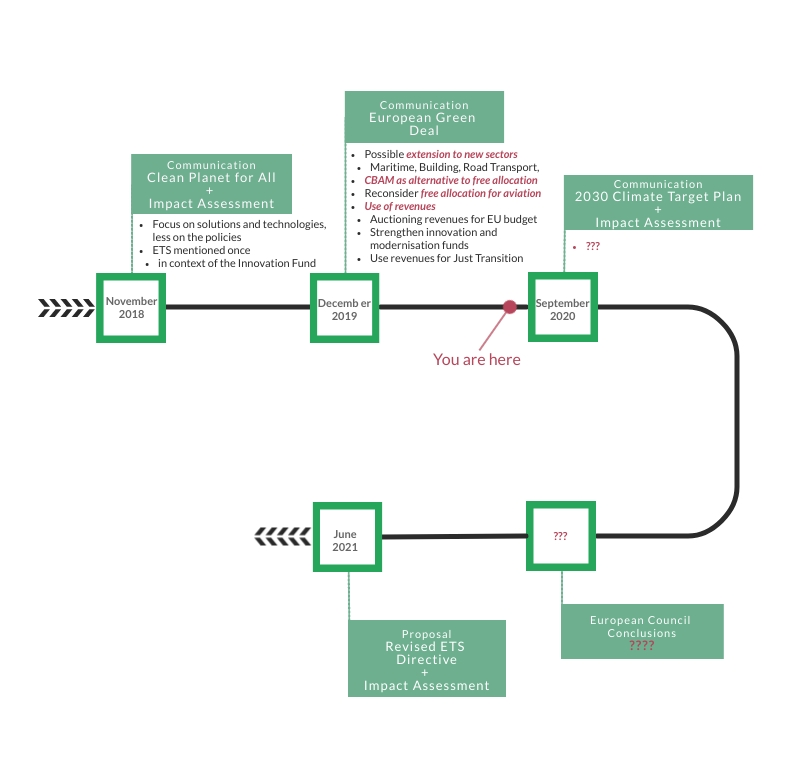 Communication
European Green
Deal
Communication
Clean Planet for All
+
Impact Assessment
• Possible extension to new sectors
• Maritime, Building, Road Transport,
• CBAM as alternative to free allocation
• Reconsider free allocation for aviation
• Use of revenues
• Auctioning revenues for EU budget
• Strengthen innovation and
modernisation funds
• Use revenues for Just Transition
Communication
2030 Climate Target Plan
+
Impact Assessment
• Focus on solutions and technologies,
less on the policies
• ETS mentioned once
• in context of the Innovation Fund
• ???
November
2018
Decemb er
2019
September
2020
You are here
June
2021
???
Proposal
Revised ETS
Directive
+
Impact Assessment
European Council
Conclusions
????